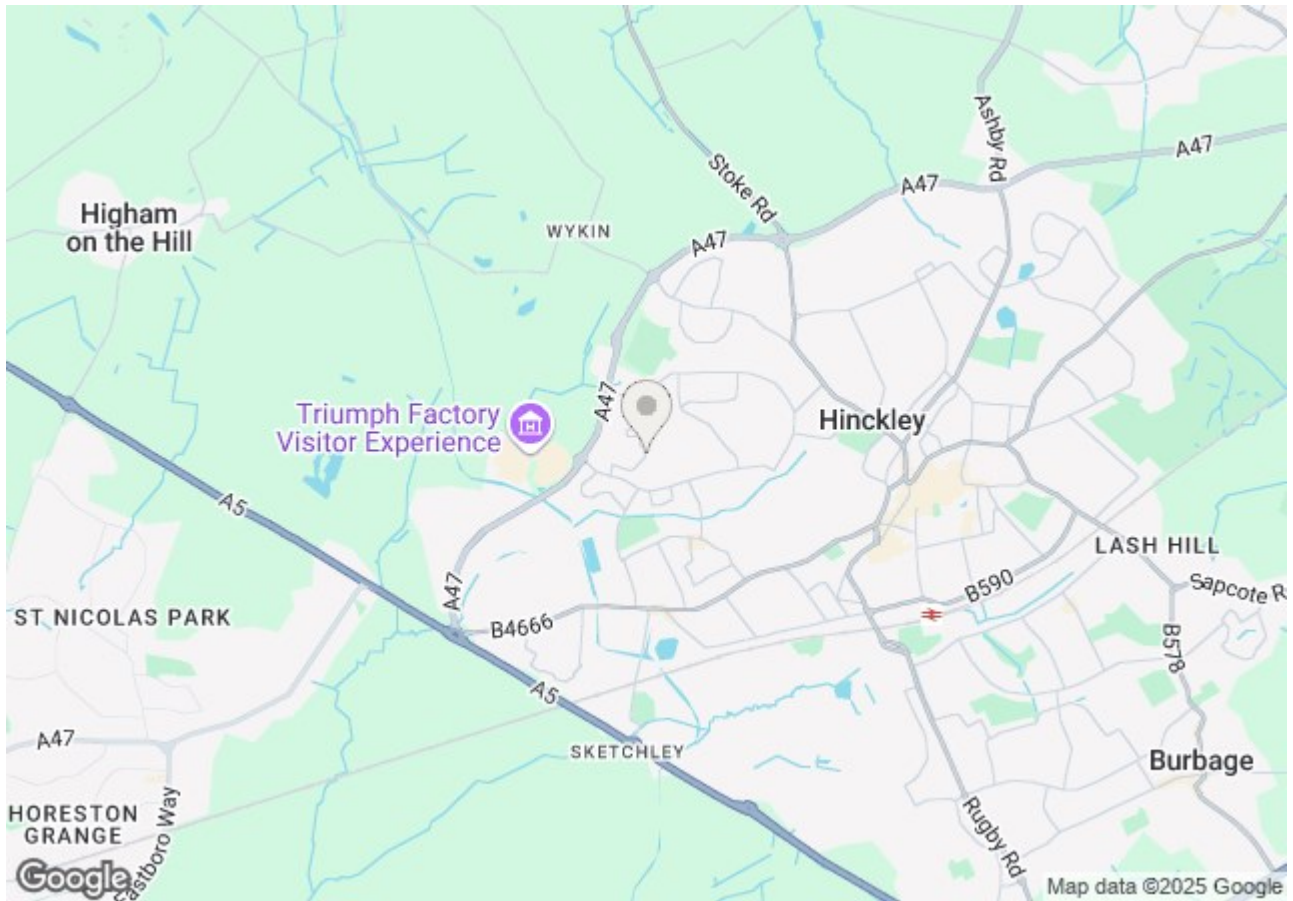 Ashby Rd
A47
Stoke Rd
A47
Higham
on the Hill
WYKIN
A47
A47
Triumph Factory
Visitor Experience
Hinckley
A5
LASH HILL
B590
Sapcote R
A47
ST NICOLAS PARK
B4666
B578
A5
A47
SKETCHLEY
Burbage
Eastboro Way
HORESTON
GRANGE
Rugby Rd
Google
Map data ©2025 Google